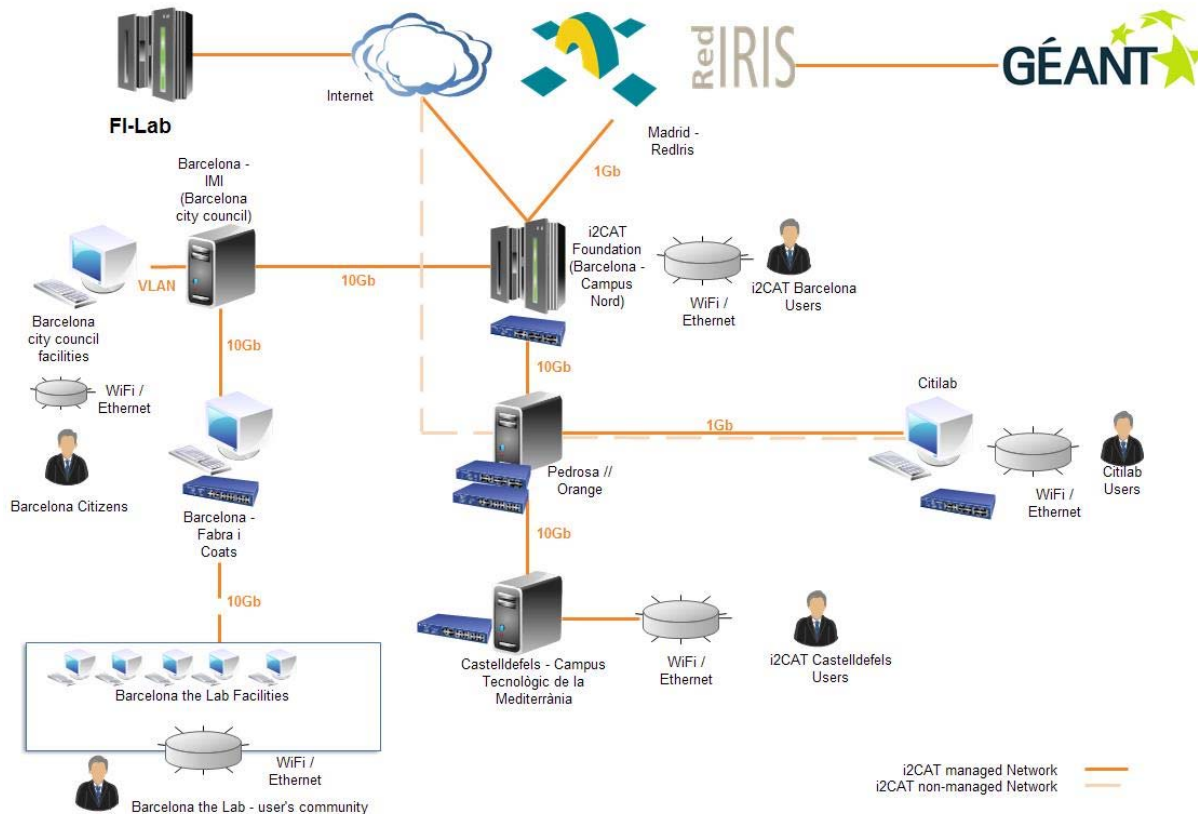 FI-Lab
Internet
Red
IRIS
GÉANT
Madrid -
RedIris
1Gb
Barcelona -
IMI
(Barcelona
city council)
VLAN
10Gb
i2CAT
Foundation
(Barcelona -
Campus
Nord)
WiFi /
Ethernet
i2CAT Barcelona
Users
Barcelona
city council
facilities
WiFi /
Ethernet
Barcelona Citizens
10Gb
Barcelona -
Fabra i
Coats
10Gb
Barcelona the Lab Facilities
WiFi /
Ethernet
Barcelona the Lab - user's community
10Gb
Pedrosa //
Orange
1Gb
Citilab
WiFi /
Ethernet
Citilab
Users
10Gb
Castelldefels - Campus
Tecnològic de la
Mediterrània
WiFi /
Ethernet
i2CAT Castelldefels
Users
i2CAT managed Network
i2CAT non-managed Network